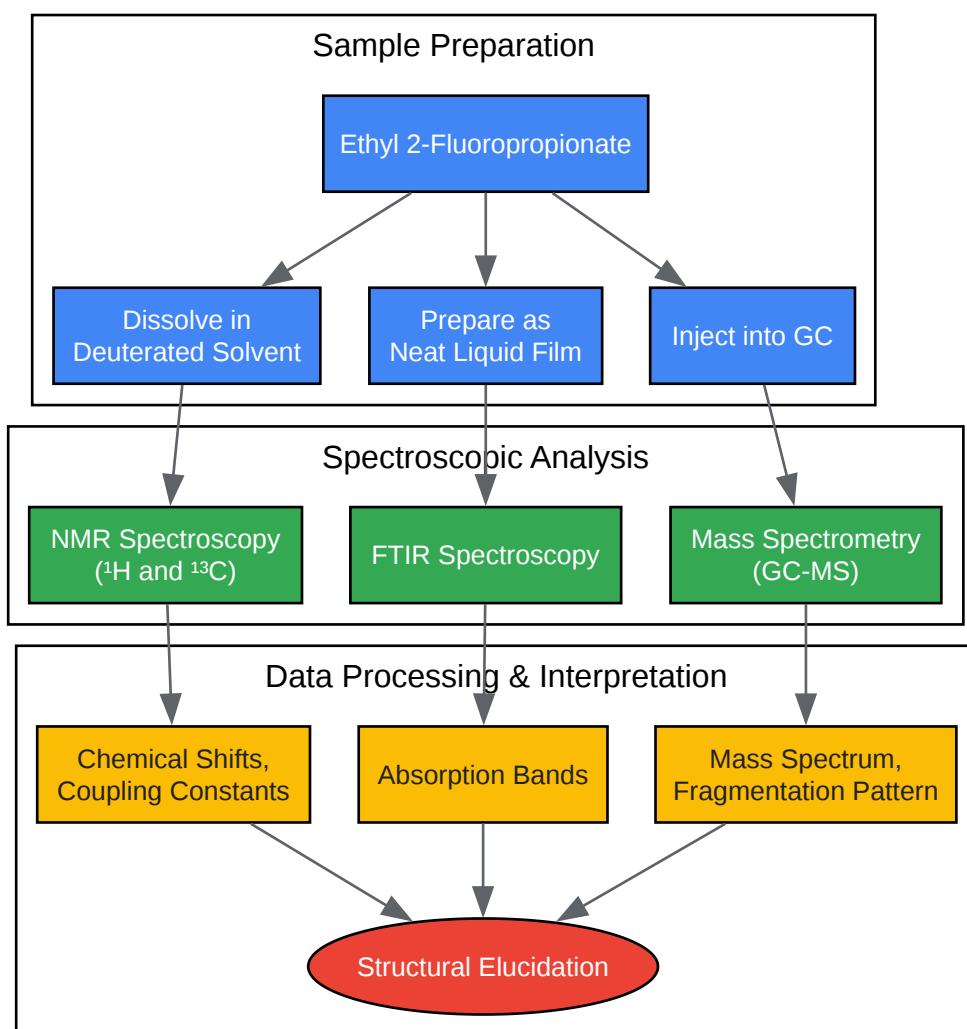 Sample Preparation
Ethyl 2-Fluoropropionate
Dissolve in
Deuterated Solvent
Prepare as
Neat Liquid Film
Inject into GC
Spectroscopic Analysis
NMR Spectroscopy
(¹H and ¹³C)
FTIR Spectroscopy
Mass Spectrometry
(GC-MS)
Data Processing & Interpretation
Chemical Shifts,
Coupling Constants
Absorption Bands
Mass Spectrum,
Fragmentation Pattern
Structural Elucidation